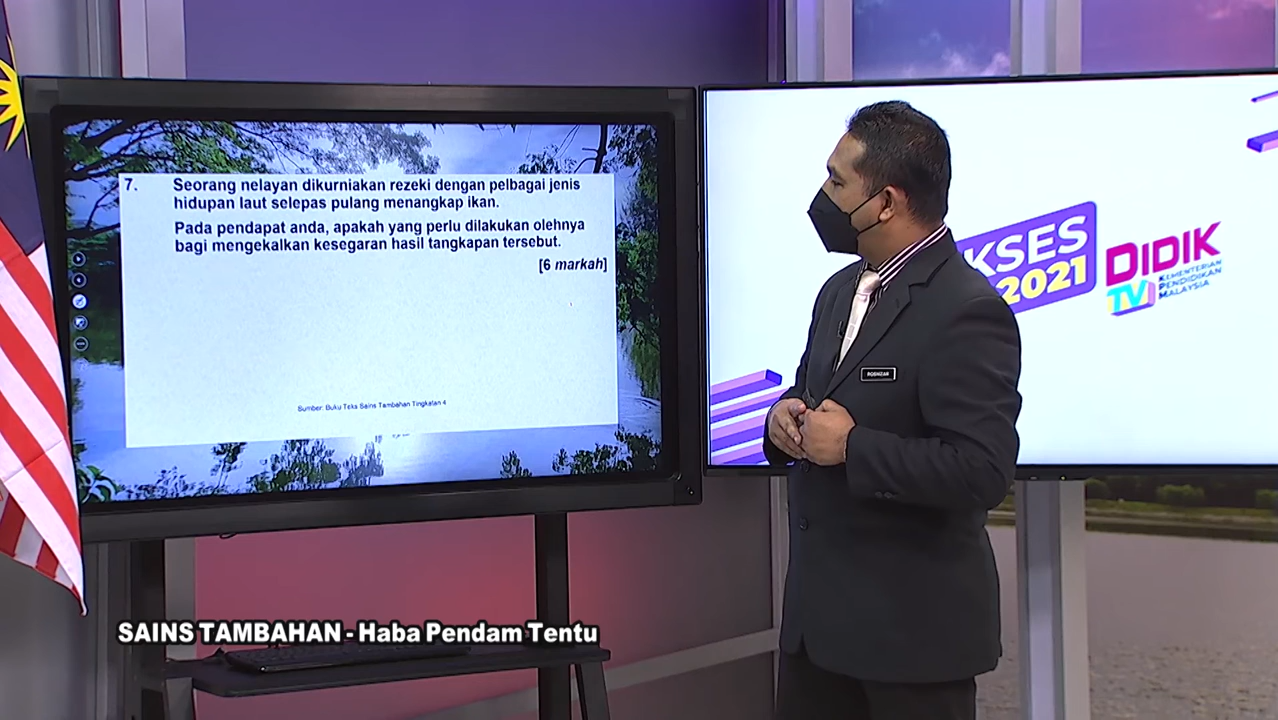 7. Seorang nelayan dikurniakan rezeki dengan pelbagai jenis
hidupan laut selepas pulang menangkap ikan.
Pada pendapat anda, apakah yang perlu dilakukan olehnya
bagi mengekalkan kesegaran hasil tangkapan tersebut.
[6 markah]
Sumber: Buku Teks Sains Tambahan Tingkatan 4
KSES
2021
DIDIK
TV
KEMENTERIAN
PENDIDIKAN
MALAYSIA
SAINS TAMBAHAN - Haba Pendam Tentu